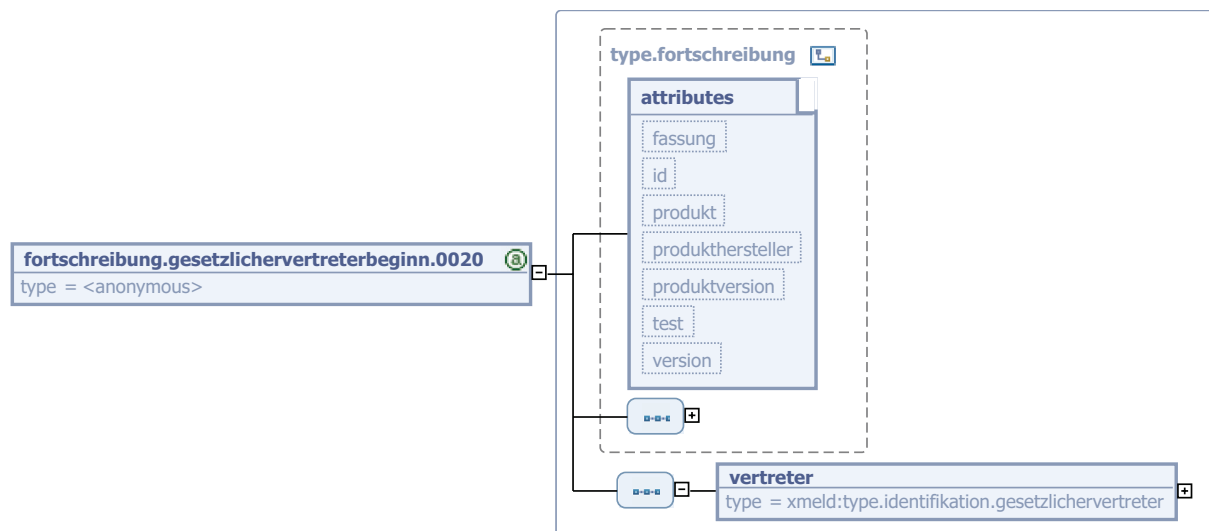 type.fortschreibung
attributes
fassung
id
produkt
produkthersteller
produktversion
test
version
fortschreibung.gesetzlichervertreterbeginn.0020 a
type = <anonymous>
vertreter
type = xmeld:type.identifikation.gesetzlichervertreter